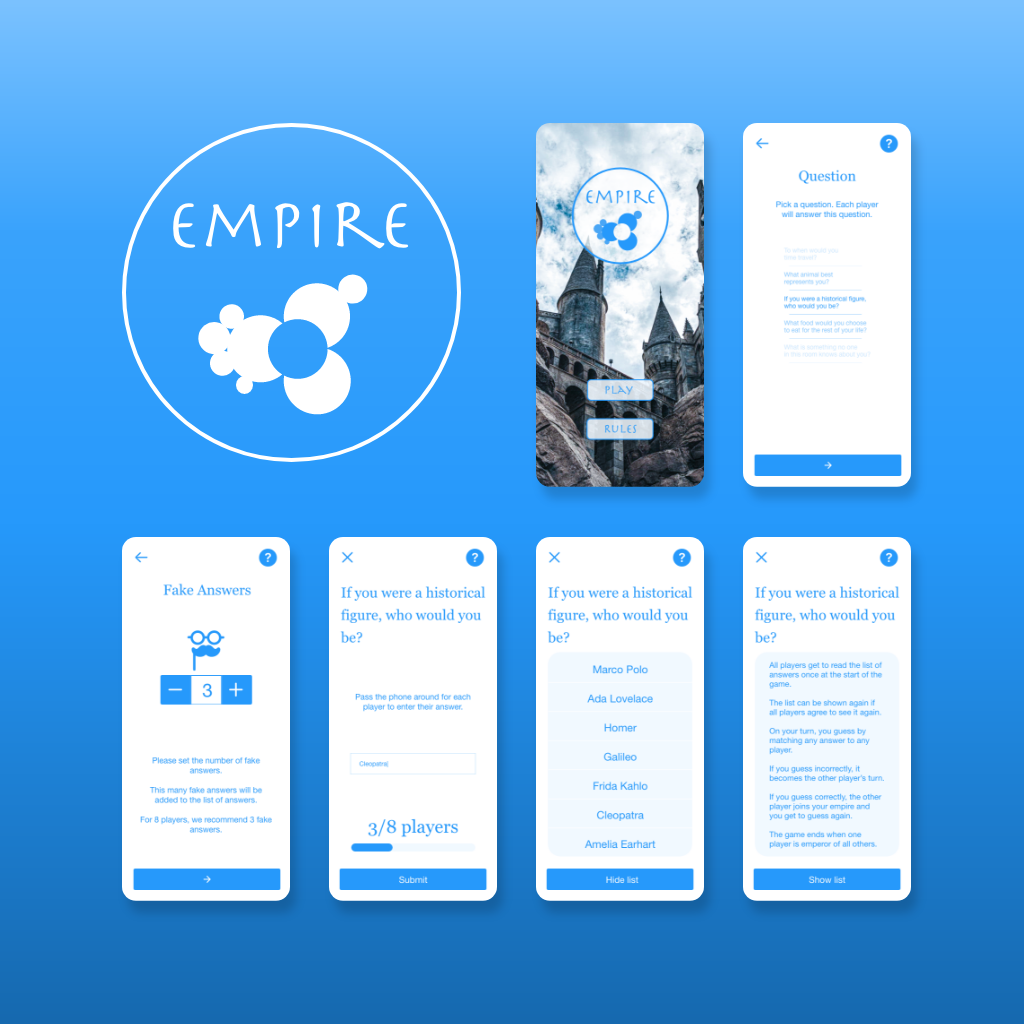 EMPIRE
EMPIRE
PLAY
RULES
?
Question
Pick a question. Each player
will answer this question.
To when would you
time travel?
What animal best
represents you?
If you were a historical figure,
who would you be?
What food would you choose
to eat for the rest of your life?
What is something no one
in this room knows about you?
?
Fake Answers
3
Please set the number of fake
answers.
This many fake answers will be
added to the list of answers.
For 8 players, we recommend 3 fake
answers.
?
If you were a historical
figure, who would you
be?
Pass the phone around for each
player to enter their answer.
Cleopatra
3/8 players
Submit
?
If you were a historical
figure, who would you
be?
Marco Polo
Ada Lovelace
Homer
Galileo
Frida Kahlo
Cleopatra
Amelia Earhart
Hide list
?
If you were a historical
figure, who would you
be?
All players get to read the list of
answers once at the start of the
game.
The list can be shown again if
all players agree to see it again.
On your turn, you guess by
matching any answer to any
player.
If you guess incorrectly, it
becomes the other player's turn.
If you guess correctly, the other
player joins your empire and
you get to guess again.
The game ends when one
player is emperor of all others.
Show list